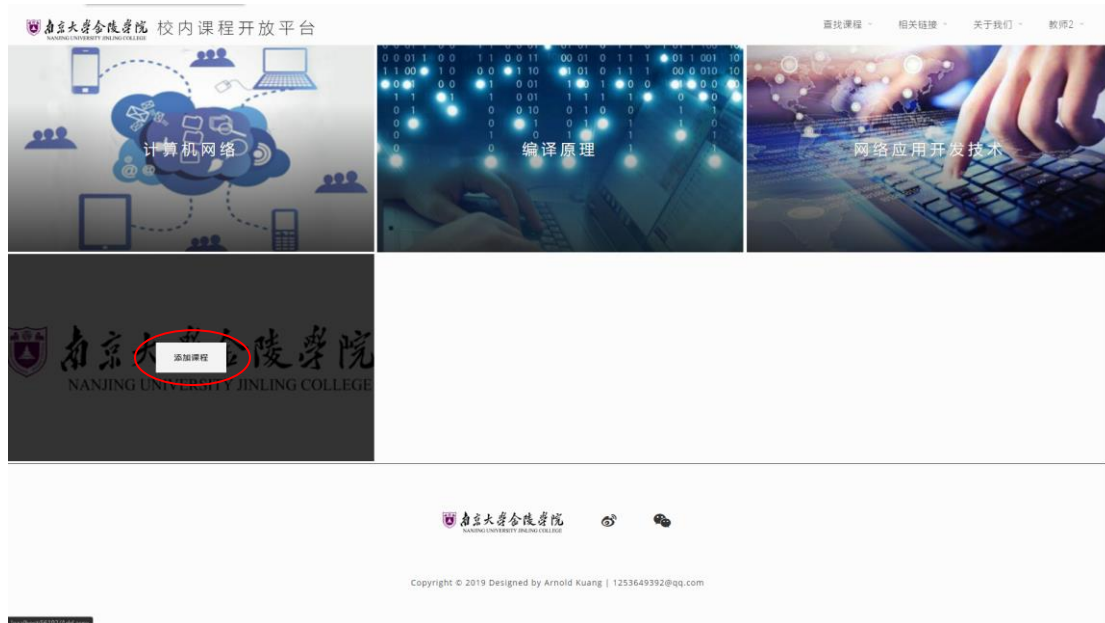 南京大学金陵学院 校内课程开放平台 查找课程 相关链接 关于我们 教师2
NANJING UNIVERSITY JINLING COLLEGE
计算机网络 编译原理 网络应用开发技术
南京大学金陵学院
添加课程
NANJING UNIVERSITY JINLING COLLEGE
南京大学金陵学院
NANJING UNIVERSITY JINLING COLLEGE
Copyright © 2019 Designed by Arnold Kuang | 1253649392@qq.com